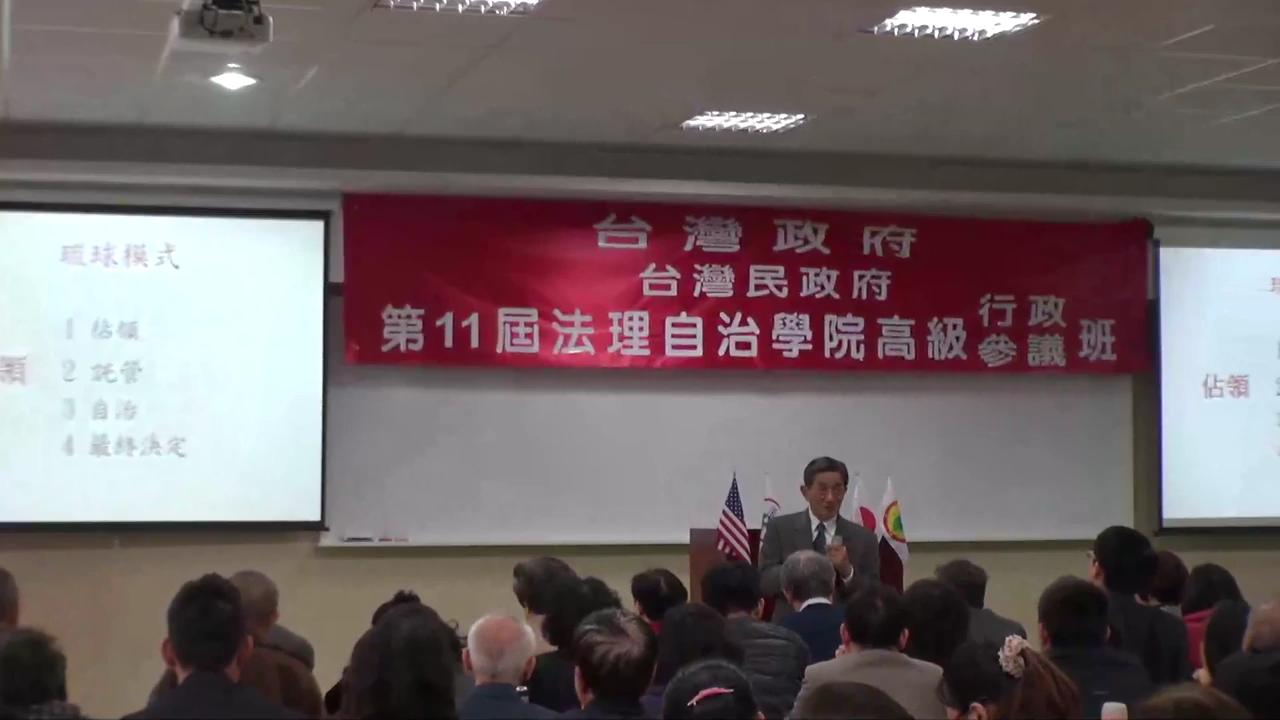 台灣政府
台灣民政府
第11屆法理自治學院高級行政參議班
琉球模式
1 佔領
2 託管
3 自治
4 最終決定
領
佔領